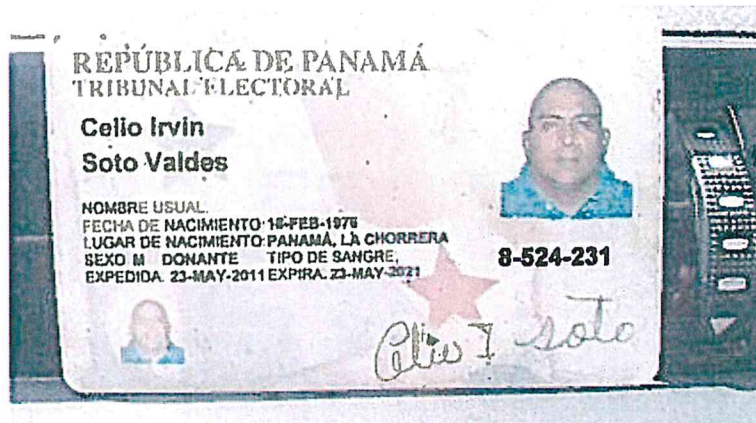 REPÚBLICA DE PANAMÁ
TRIBUNAL ELECTORAL
Celio Irvin
Soto Valdes
NOMBRE USUAL:
FECHA DE NACIMIENTO: 16-FEB-1976
LUGAR DE NACIMIENTO: PANAMÁ, LA CHORRERA
SEXO: M DONANTE TIPO DE SANGRE:
EXPEDIDA: 23-MAY-2011 EXPIRA: 23-MAY-2021
8-524-231
Celio I Soto